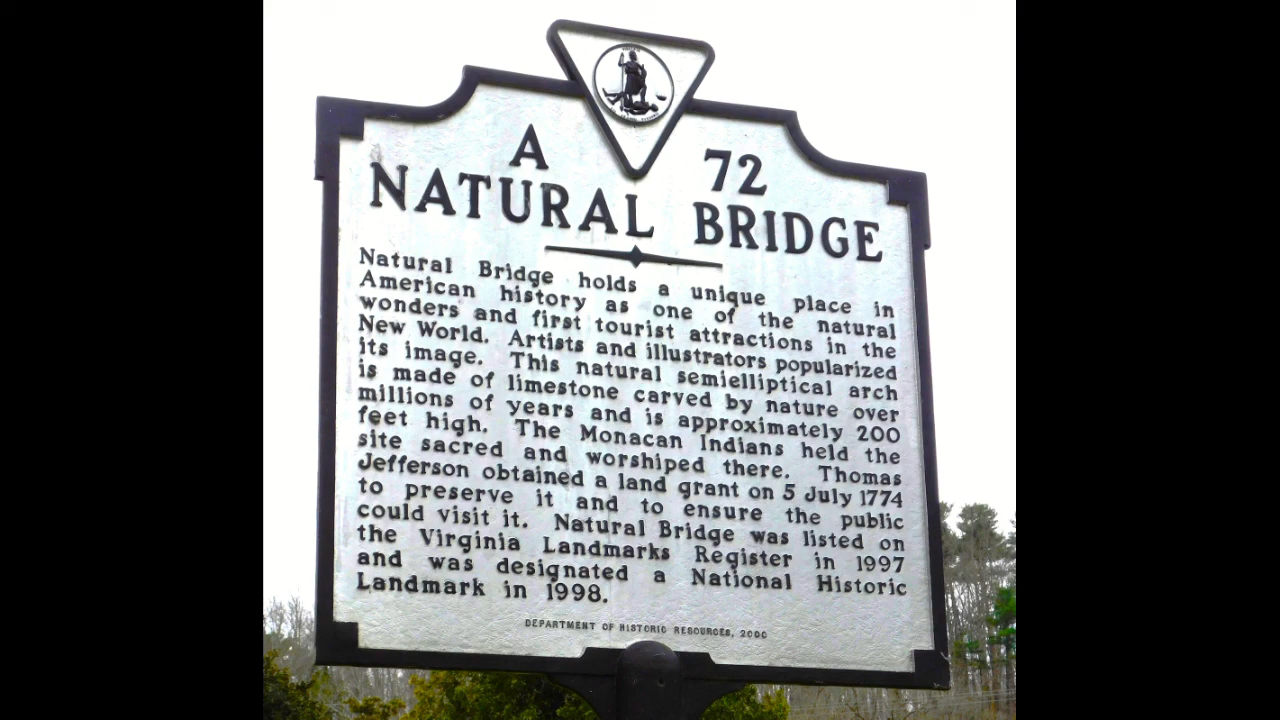 A 72
NATURAL BRIDGE
Natural Bridge holds a unique place in
American history as one of the natural
wonders and first tourist attractions in the
New World. Artists and illustrators popularized
its image. This natural semielliptical arch
is made of limestone carved by nature over
millions of years and is approximately 200
feet high. The Monacan Indians held the
site sacred and worshiped there. Thomas
Jefferson obtained a land grant on 5 July 1774
to preserve it and to ensure the public
could visit it. Natural Bridge was listed on
the Virginia Landmarks Register in 1997
and was designated a National Historic
Landmark in 1998.
DEPARTMENT OF HISTORIC RESOURCES, 2000